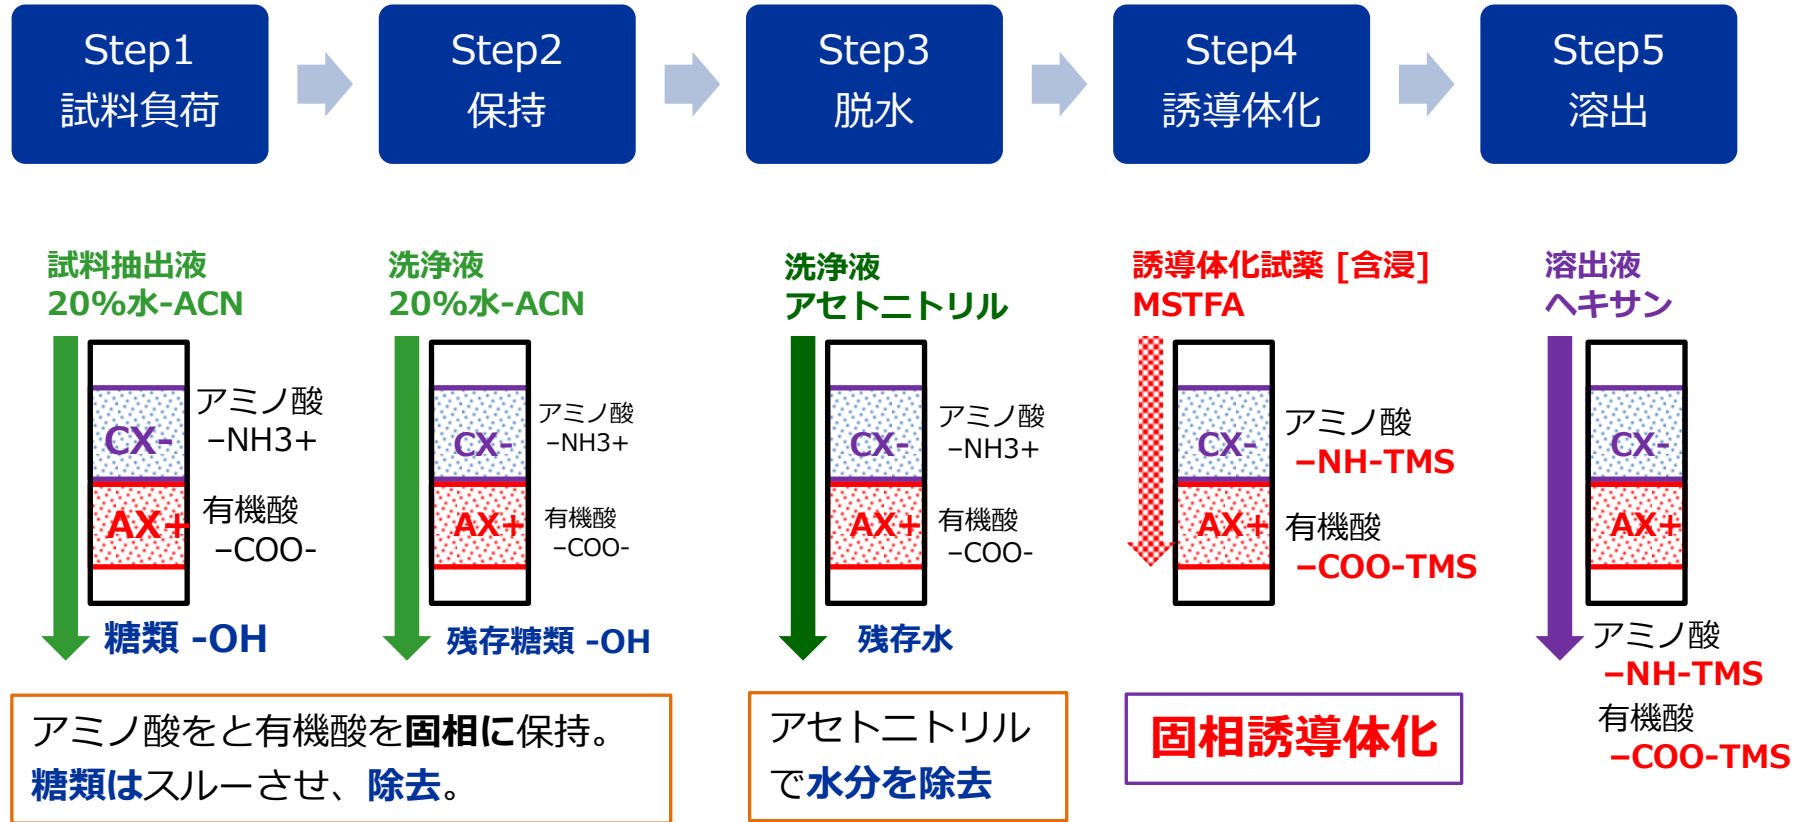 Step1
試料負荷
Step2
保持
Step3
脱水
Step4
誘導体化
Step5
溶出
試料抽出液
20%水-ACN
CX-
アミノ酸
–NH3+
AX+
有機酸
–COO-
糖類 -OH
洗浄液
20%水-ACN
CX-
アミノ酸
–NH3+
AX+
有機酸
–COO-
残存糖類 -OH
アミノ酸をと有機酸を固相に保持。
糖類はスルーさせ、除去。
洗浄液
アセトニトリル
CX-
アミノ酸
–NH3+
AX+
有機酸
–COO-
残存水
アセトニトリル
で水分を除去
誘導体化試薬 [含浸]
MSTFA
CX-
アミノ酸
–NH-TMS
AX+
有機酸
–COO-TMS
固相誘導体化
溶出液
ヘキサン
CX-
AX+
アミノ酸
–NH-TMS
有機酸
–COO-TMS